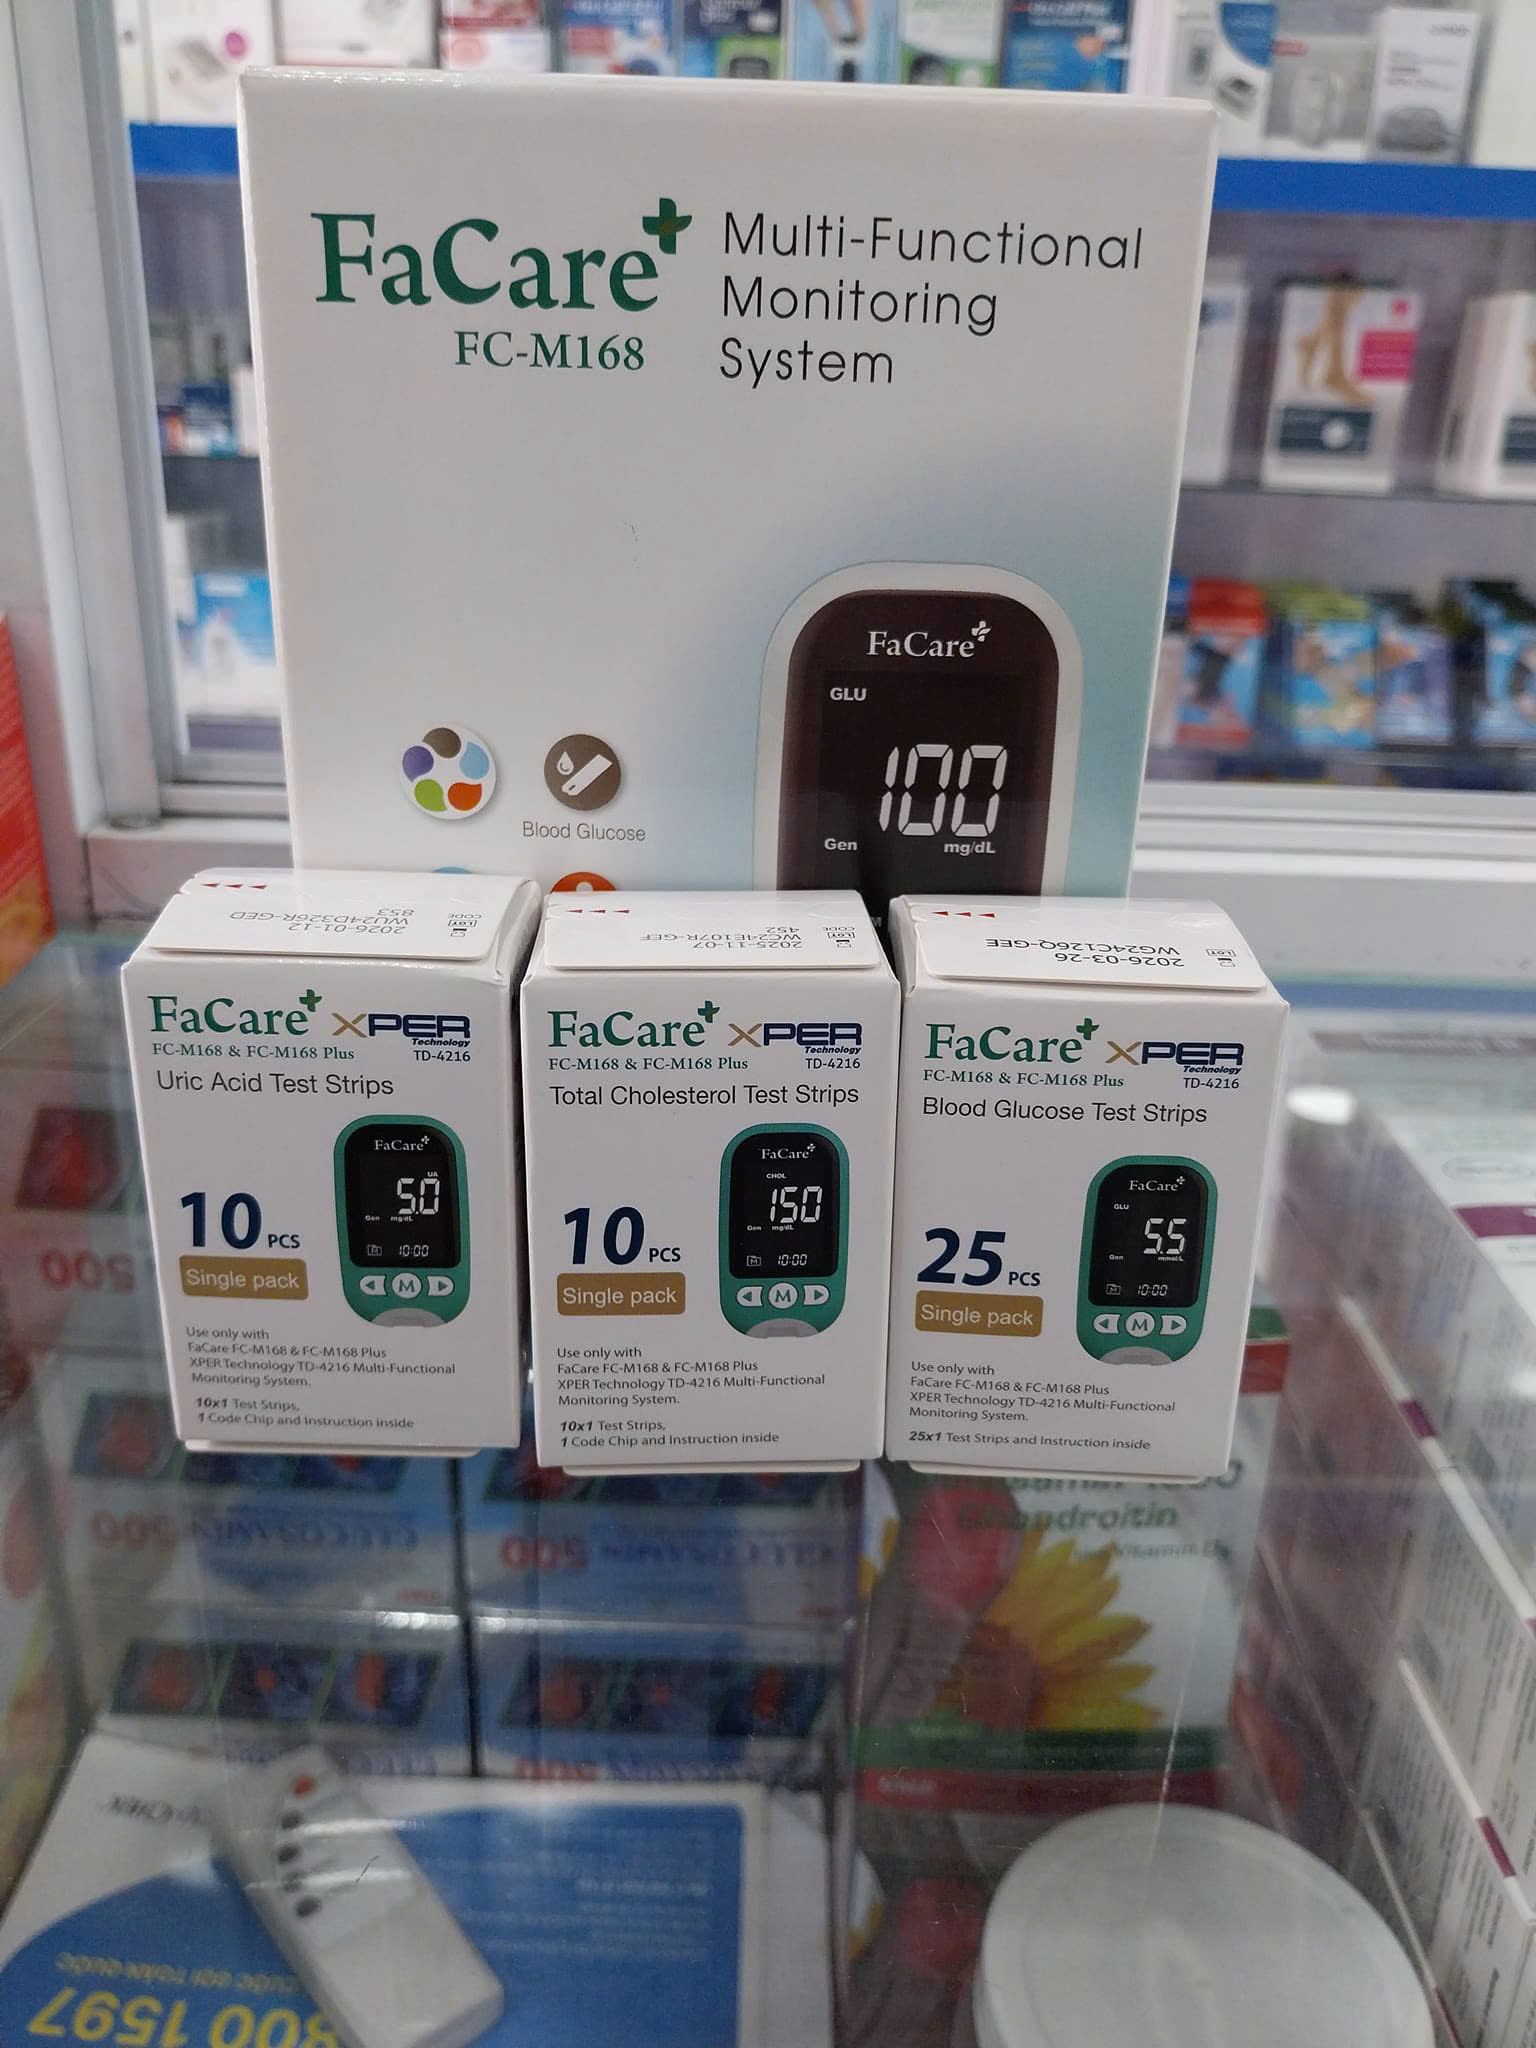 FaCare
FC-M168
Multi-Functional
Monitoring
System
FaCare
GLU
100
Gen
mg/dL
Blood Glucose
2026-01-12
WU24D326R-GED
853
LOT
CODE
FaCare XPER
Technology
FC-M168 & FC-M168 Plus
TD-4216
Uric Acid Test Strips
FaCare
UA
5.0
Gen mg/dL
10:00
M
10 PCS
Single pack
Use only with
FaCare FC-M168 & FC-M168 Plus
XPER Technology TD-4216 Multi-Functional
Monitoring System.
10x1 Test Strips,
1 Code Chip and Instruction inside
2025-11-07
WC24E107R-GEF
452
LOT
CODE
FaCare XPER
Technology
FC-M168 & FC-M168 Plus
TD-4216
Total Cholesterol Test Strips
FaCare
CHOL
150
Gen mg/dL
10:00
M
10 PCS
Single pack
Use only with
FaCare FC-M168 & FC-M168 Plus
XPER Technology TD-4216 Multi-Functional
Monitoring System.
10x1 Test Strips,
1 Code Chip and Instruction inside
2026-03-26
WG24C126Q-GEE
LOT
FaCare XPER
Technology
FC-M168 & FC-M168 Plus
TD-4216
Blood Glucose Test Strips
FaCare
GLU
5.5
Gen mmol/L
10:00
M
25 PCS
Single pack
Use only with
FaCare FC-M168 & FC-M168 Plus
XPER Technology TD-4216 Multi-Functional
Monitoring System.
25x1 Test Strips and Instruction inside
Chondroitin
500
500
1597